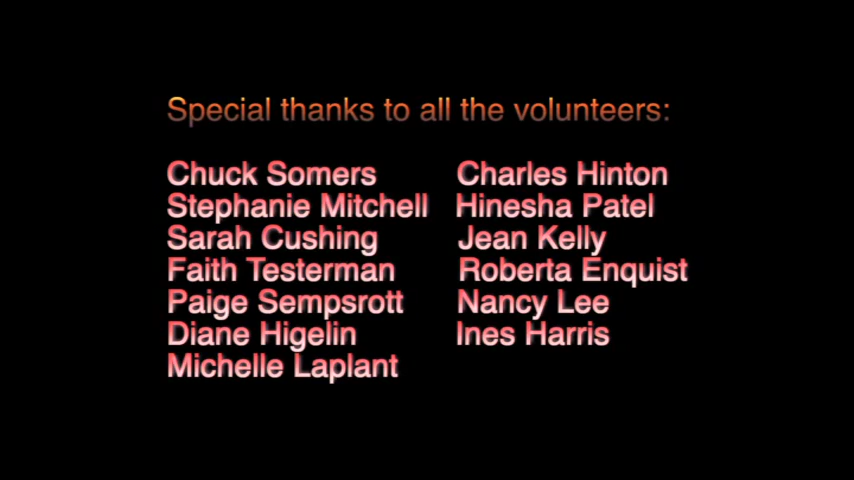 Special thanks to all the volunteers:
Chuck Somers Charles Hinton
Stephanie Mitchell Hinesha Patel
Sarah Cushing Jean Kelly
Faith Testerman Roberta Enquist
Paige Sempsrott Nancy Lee
Diane Higelin Ines Harris
Michelle Laplant